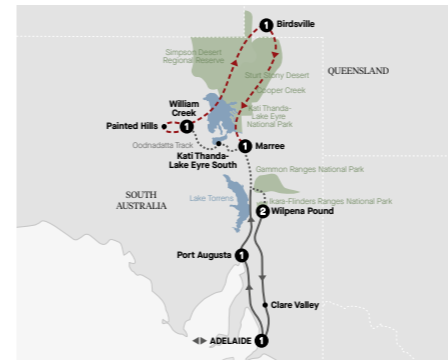 1
Birdsville
Simpson Desert
Regional Reserve
Sturt Stony Desert
QUEENSLAND
Cooper Creek
William
Creek
Kati Thanda-
Lake Eyre
National Park
Painted Hills
1
Oodnadatta Track
1
Marree
Kati Thanda-
Lake Eyre South
Gammon Ranges National Park
SOUTH
AUSTRALIA
Lake Torrens
Ikara-Flinders Ranges National Park
2
Wilpena Pound
Port Augusta
1
Clare Valley
ADELAIDE
1